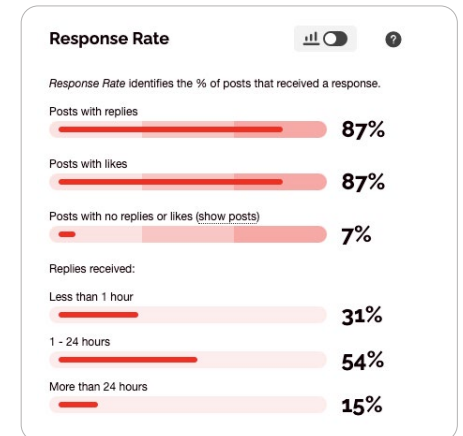 Response Rate
?
Response Rate identifies the % of posts that received a response.
Posts with replies
87%
Posts with likes
87%
Posts with no replies or likes (show posts)
7%
Replies received:
Less than 1 hour
31%
1 - 24 hours
54%
More than 24 hours
15%